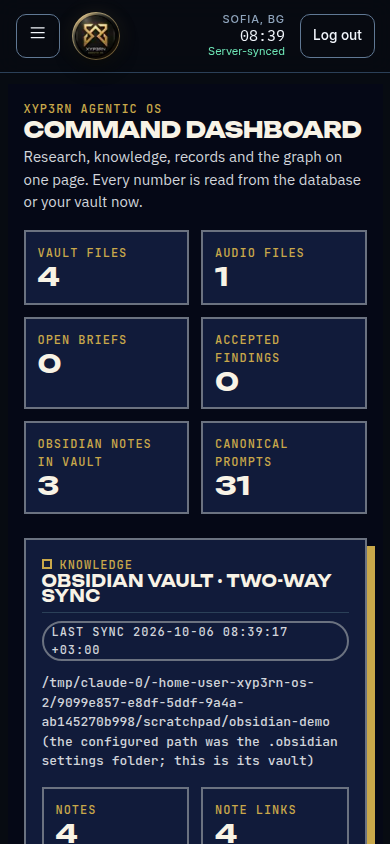 SOFIA, BG
08:39
Server-synced
Log out
XYP3RN
XYP3RN AGENTIC OS
COMMAND DASHBOARD
Research, knowledge, records and the graph on
one page. Every number is read from the database
or your vault now.
VAULT FILES
4
AUDIO FILES
1
OPEN BRIEFS
0
ACCEPTED
FINDINGS
0
OBSIDIAN NOTES
IN VAULT
3
CANONICAL
PROMPTS
31
KNOWLEDGE
OBSIDIAN VAULT · TWO-WAY
SYNC
LAST SYNC 2026-10-06 08:39:17
+03:00
/tmp/claude-0/-home-user-xyp3rn-os-
2/9099e857-e8df-5ddf-9a4a-
ab145270b998/scratchpad/obsidian-demo
(the configured path was the .obsidian
settings folder; this is its vault)
NOTES
4
NOTE LINKS
4